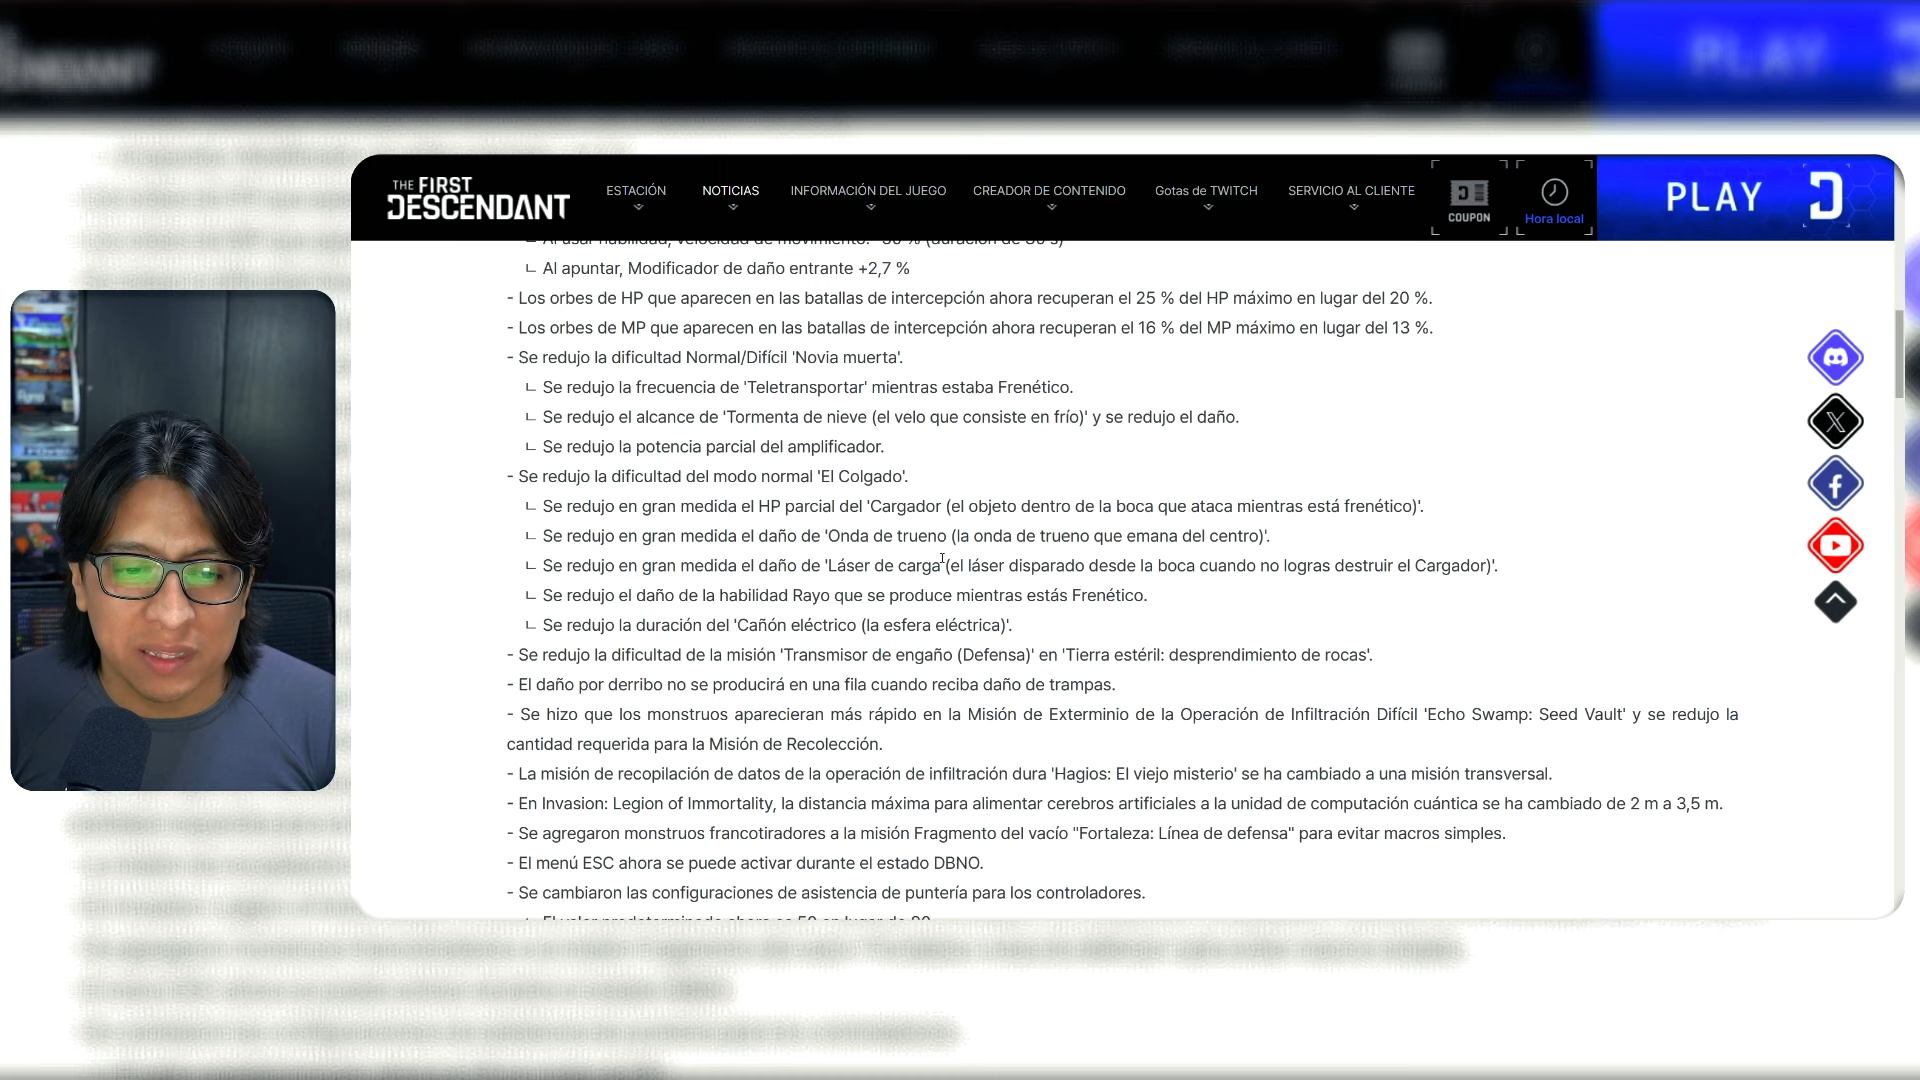 THE FIRST
DESCENDANT
ESTACIÓN
NOTICIAS
INFORMACIÓN DEL JUEGO
CREADOR DE CONTENIDO
Gotas de TWITCH
SERVICIO AL CLIENTE
COUPON
Hora local
PLAY
∟ Al apuntar, Modificador de daño entrante +2,7 %
- Los orbes de HP que aparecen en las batallas de intercepción ahora recuperan el 25 % del HP máximo en lugar del 20 %.
- Los orbes de MP que aparecen en las batallas de intercepción ahora recuperan el 16 % del MP máximo en lugar del 13 %.
- Se redujo la dificultad Normal/Difícil 'Novia muerta'.
∟ Se redujo la frecuencia de 'Teletransportar' mientras estaba Frenético.
∟ Se redujo el alcance de 'Tormenta de nieve (el velo que consiste en frío)' y se redujo el daño.
∟ Se redujo la potencia parcial del amplificador.
- Se redujo la dificultad del modo normal 'El Colgado'.
∟ Se redujo en gran medida el HP parcial del 'Cargador (el objeto dentro de la boca que ataca mientras está frenético)'.
∟ Se redujo en gran medida el daño de 'Onda de trueno (la onda de trueno que emana del centro)'.
∟ Se redujo en gran medida el daño de 'Láser de carga (el láser disparado desde la boca cuando no logras destruir el Cargador)'.
∟ Se redujo el daño de la habilidad Rayo que se produce mientras estás Frenético.
∟ Se redujo la duración del 'Cañón eléctrico (la esfera eléctrica)'.
- Se redujo la dificultad de la misión 'Transmisor de engaño (Defensa)' en 'Tierra estéril: desprendimiento de rocas'.
- El daño por derribo no se producirá en una fila cuando reciba daño de trampas.
- Se hizo que los monstruos aparecieran más rápido en la Misión de Exterminio de la Operación de Infiltración Difícil 'Echo Swamp: Seed Vault' y se redujo la
cantidad requerida para la Misión de Recolección.
- La misión de recopilación de datos de la operación de infiltración dura 'Hagios: El viejo misterio' se ha cambiado a una misión transversal.
- En Invasion: Legion of Immortality, la distancia máxima para alimentar cerebros artificiales a la unidad de computación cuántica se ha cambiado de 2 m a 3,5 m.
- Se agregaron monstruos francotiradores a la misión Fragmento del vacío "Fortaleza: Línea de defensa" para evitar macros simples.
- El menú ESC ahora se puede activar durante el estado DBNO.
- Se cambiaron las configuraciones de asistencia de puntería para los controladores.